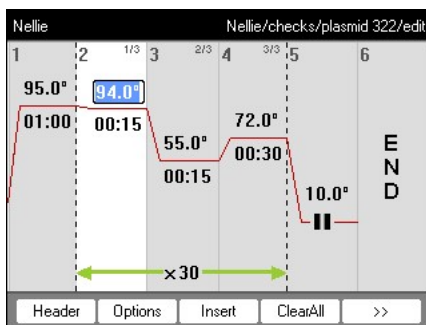 Nellie Nellie/checks/plasmid 322/edit
1 2 1/3 3 2/3 4 3/3 5 6
95.0° 94.0° 55.0° 72.0° 10.0°
01:00 00:15 00:15 00:30
END
×30
Header Options Insert ClearAll >>